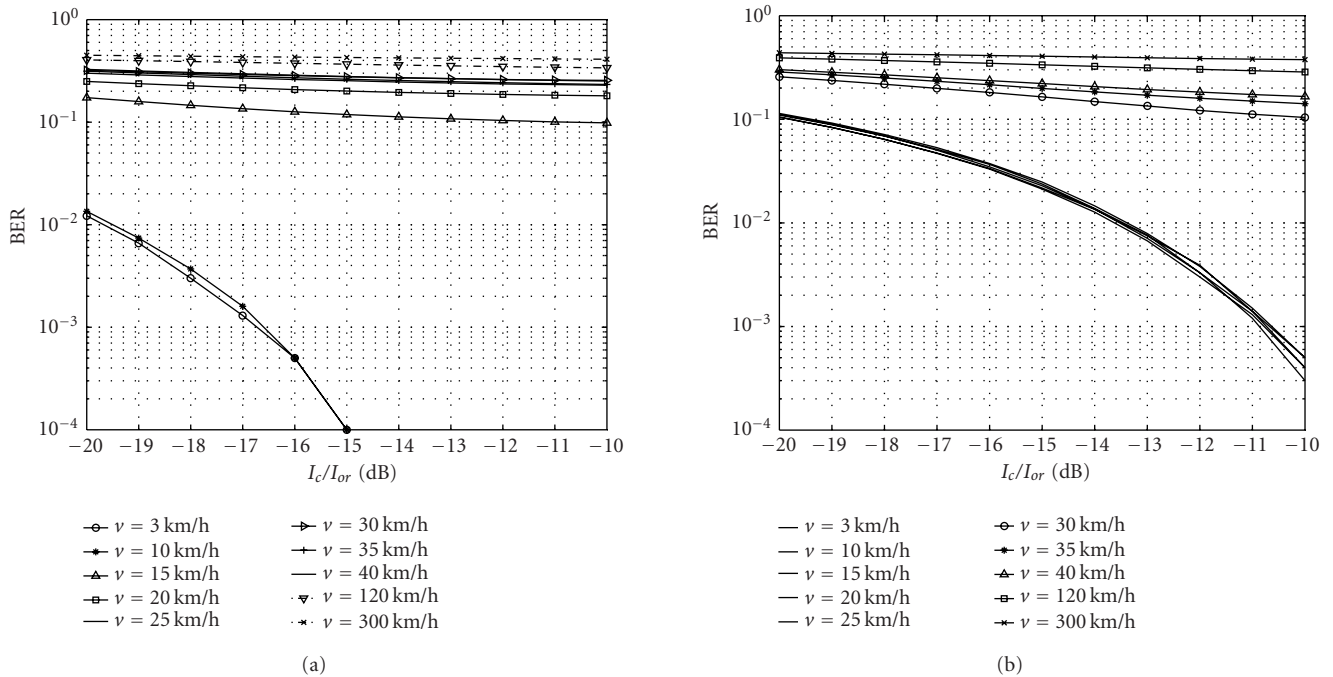 10^0
10^−1
10^−2
10^−3
10^−4
BER
−20 −19 −18 −17 −16 −15 −14 −13 −12 −11 −10
I_c/I_or (dB)
v = 3 km/h
v = 10 km/h
v = 15 km/h
v = 20 km/h
v = 25 km/h
v = 30 km/h
v = 35 km/h
v = 40 km/h
v = 120 km/h
v = 300 km/h
(a)
10^0
10^−1
10^−2
10^−3
10^−4
BER
−20 −19 −18 −17 −16 −15 −14 −13 −12 −11 −10
I_c/I_or (dB)
v = 3 km/h
v = 10 km/h
v = 15 km/h
v = 20 km/h
v = 25 km/h
v = 30 km/h
v = 35 km/h
v = 40 km/h
v = 120 km/h
v = 300 km/h
(b)